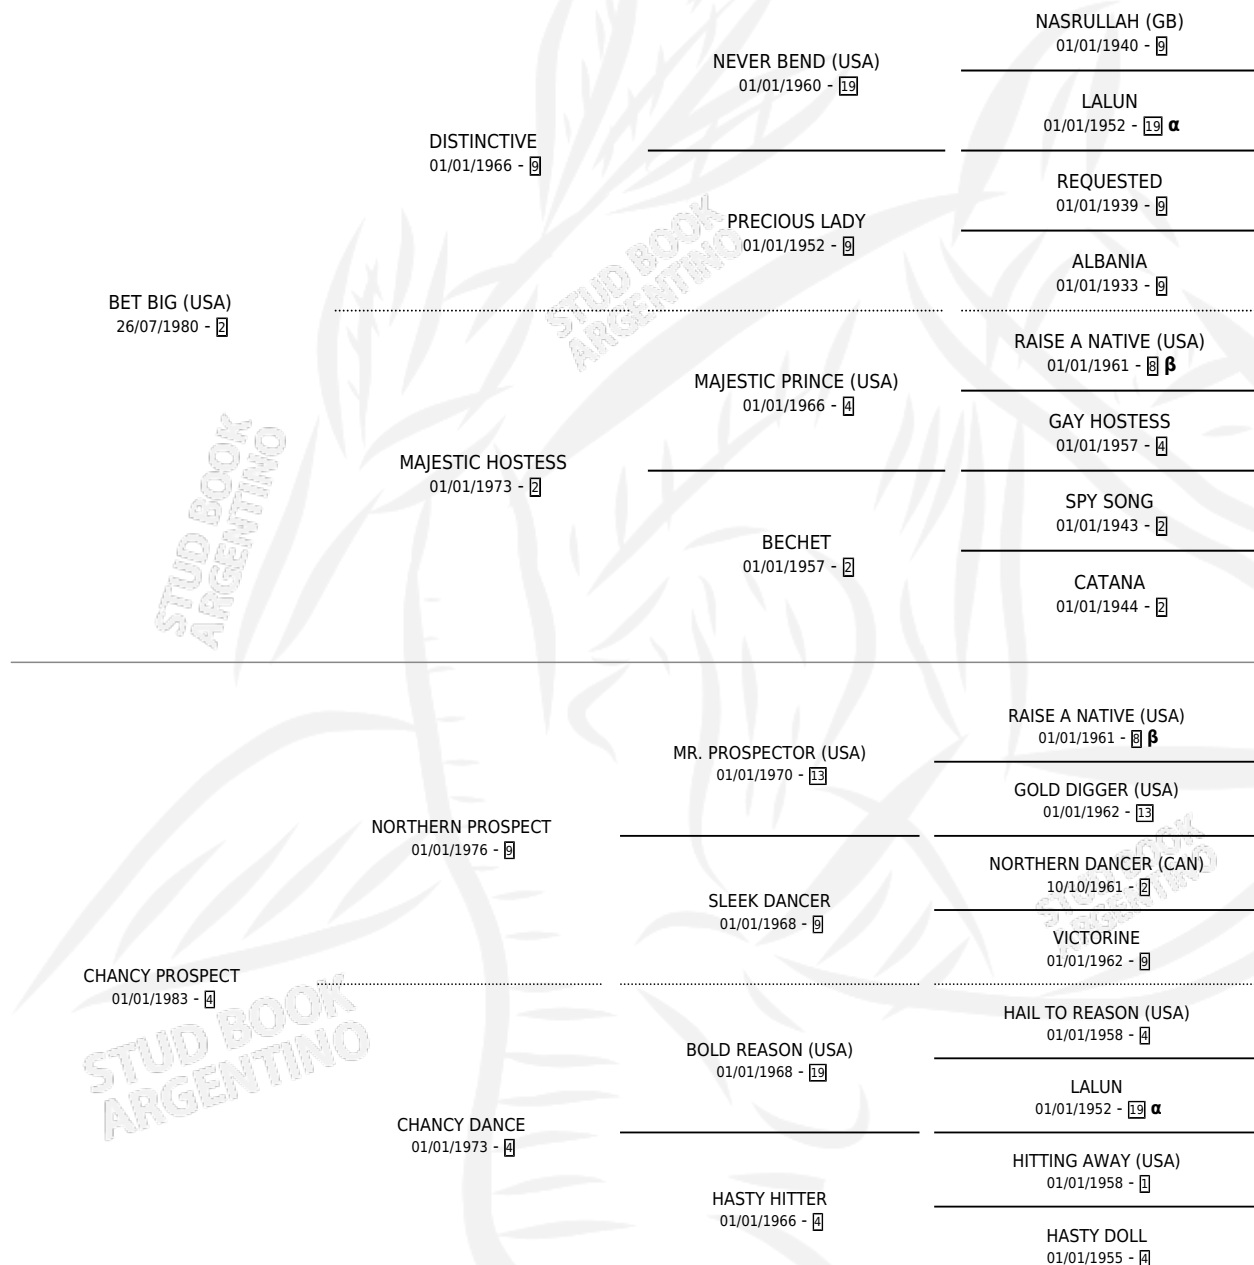 NASRULLAH (GB)
01/01/1940 - 9
NEVER BEND (USA)
01/01/1960 - 19
LALUN
01/01/1952 - 19 α
DISTINCTIVE
01/01/1966 - 9
REQUESTED
01/01/1939 - 9
PRECIOUS LADY
01/01/1952 - 9
ALBANIA
01/01/1933 - 9
BET BIG (USA)
26/07/1980 - 2
RAISE A NATIVE (USA)
01/01/1961 - 8 β
MAJESTIC PRINCE (USA)
01/01/1966 - 4
GAY HOSTESS
01/01/1957 - 4
MAJESTIC HOSTESS
01/01/1973 - 2
SPY SONG
01/01/1943 - 2
BECHET
01/01/1957 - 2
CATANA
01/01/1944 - 2
RAISE A NATIVE (USA)
01/01/1961 - 8 β
MR. PROSPECTOR (USA)
01/01/1970 - 13
GOLD DIGGER (USA)
01/01/1962 - 13
NORTHERN PROSPECT
01/01/1976 - 9
NORTHERN DANCER (CAN)
10/10/1961 - 2
SLEEK DANCER
01/01/1968 - 9
VICTORINE
01/01/1962 - 9
CHANCY PROSPECT
01/01/1983 - 4
HAIL TO REASON (USA)
01/01/1958 - 4
BOLD REASON (USA)
01/01/1968 - 19
LALUN
01/01/1952 - 19 α
CHANCY DANCE
01/01/1973 - 4
HITTING AWAY (USA)
01/01/1958 - 1
HASTY HITTER
01/01/1966 - 4
HASTY DOLL
01/01/1955 - 4
STUD BOOK
ARGENTINO
STUD BOOK
ARGENTINO
STUD BOOK
ARGENTINO
STUD BOOK
ARGENTINO